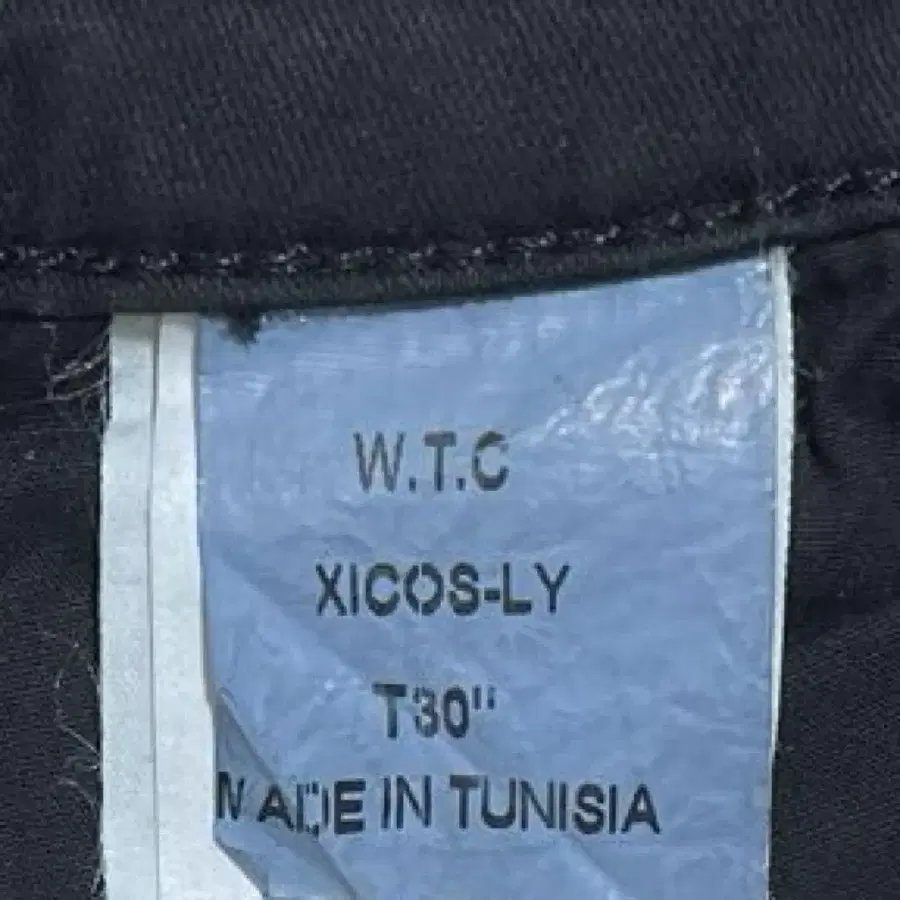 W.T.C
XICOS-LY
T30"
MADE IN TUNISIA